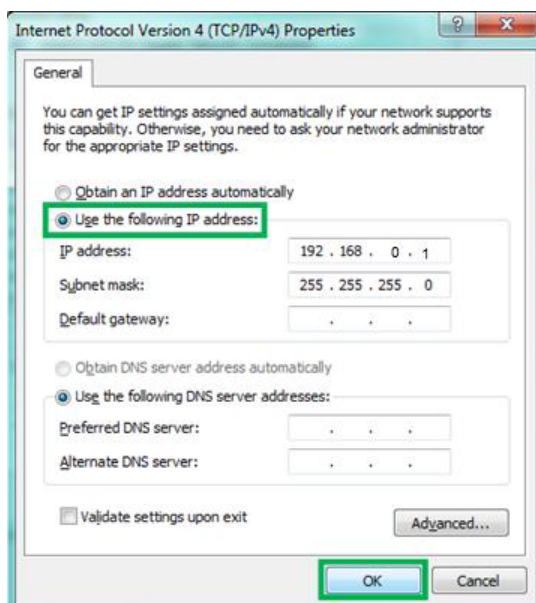 Internet Protocol Version 4 (TCP/IPv4) Properties
? X
General
You can get IP settings assigned automatically if your network supports
this capability. Otherwise, you need to ask your network administrator
for the appropriate IP settings.
Obtain an IP address automatically
Use the following IP address:
IP address: 192 . 168 . 0 . 1
Subnet mask: 255 . 255 . 255 . 0
Default gateway: . . .
Obtain DNS server address automatically
Use the following DNS server addresses:
Preferred DNS server: . . .
Alternate DNS server: . . .
Validate settings upon exit
Advanced...
OK Cancel